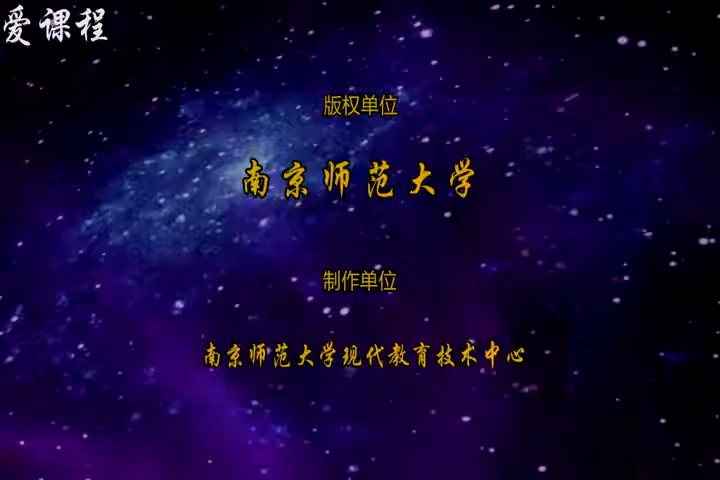 爱课程
版权单位
南京师范大学
制作单位
南京师范大学现代教育技术中心